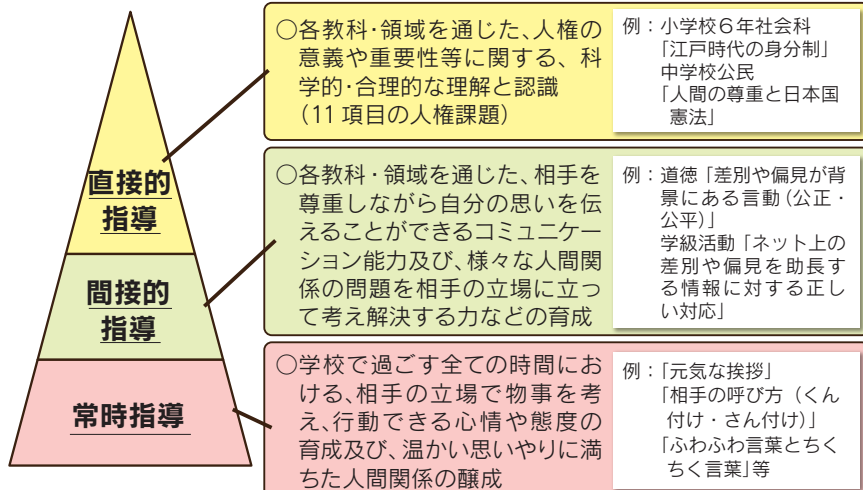 直接的
指導
間接的
指導
常時指導
○各教科・領域を通じた、人権の
意義や重要性等に関する、科
学的・合理的な理解と認識
(11 項目の人権課題)
例：小学校６年社会科
「江戸時代の身分制」
中学校公民
「人間の尊重と日本国
憲法」
○各教科・領域を通じた、相手を
尊重しながら自分の思いを伝
えることができるコミュニケー
ション能力及び、様々な人間関
係の問題を相手の立場に立っ
て考え解決する力などの育成
例：道徳「差別や偏見が背
景にある言動（公正・
公平）」
学級活動「ネット上の
差別や偏見を助長す
る情報に対する正し
い対応」
○学校で過ごす全ての時間にお
ける、相手の立場で物事を考
え、行動できる心情や態度の
育成及び、温かい思いやりに満
ちた人間関係の醸成
例：「元気な挨拶」
「相手の呼び方（くん
付け・さん付け）」
「ふわふわ言葉とちく
ちく言葉」等